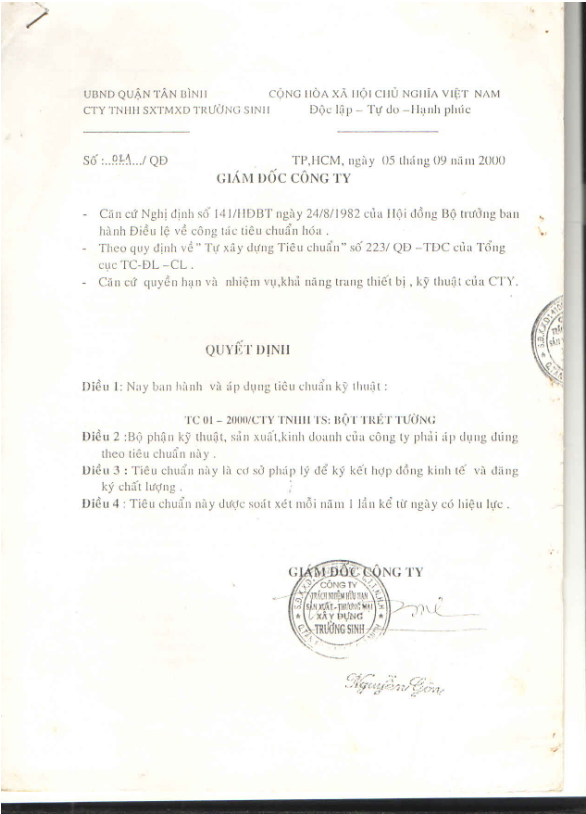 UBND QUẬN TÂN BÌNH CỘNG HÒA XÃ HỘI CHỦ NGHĨA VIỆT NAM
CTY TNHH SXTMXD TRƯỜNG SINH Độc lập – Tự do –Hạnh phúc
Số :../ QĐ TP,HCM, ngày 05 tháng 09 năm 2000
GIÁM ĐỐC CÔNG TY
- Căn cứ Nghị định số 141/HĐBT ngày 24/8/1982 của Hội đồng Bộ trưởng ban
hành Điều lệ về công tác tiêu chuẩn hóa .
- Theo quy định về" Tự xây dựng Tiêu chuẩn" số 223/ QĐ –TĐC của Tổng
cục TC-ĐL –CL .
- Căn cứ quyền hạn và nhiệm vụ,khả năng trang thiết bị , kỹ thuật của CTY.
QUYẾT ĐỊNH
Điều 1: Nay ban hành và áp dụng tiêu chuẩn kỹ thuật :
TC 01 – 2000/CTY TNHH TS: BỘT TRÉT TƯỜNG
Điều 2 :Bộ phận kỹ thuật, sản xuất,kinh doanh của công ty phải áp dụng đúng
theo tiêu chuẩn này .
Điều 3 : Tiêu chuẩn này là cơ sở pháp lý để ký kết hợp đồng kinh tế và đăng
ký chất lượng .
Điều 4 : Tiêu chuẩn này được soát xét mỗi năm 1 lần kể từ ngày có hiệu lực .
GIÁM ĐỐC CÔNG TY
CÔNG TY
TRÁCH NHIỆM HỮU HẠN
SẢN XUẤT - THƯƠNG MẠI
XÂY DỰNG
TRƯỜNG SINH